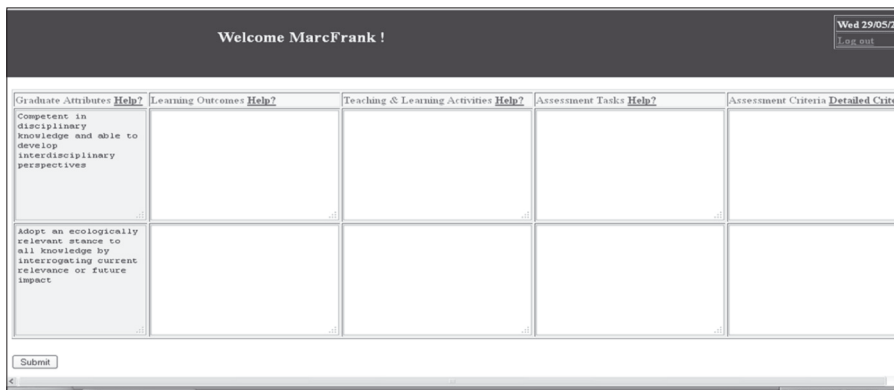 Welcome MarcFrank !
Wed 29/05/2
Log out
Graduate Attributes Help? Learning Outcomes Help? Teaching & Learning Activities Help? Assessment Tasks Help? Assessment Criteria Detailed Crite
Competent in
disciplinary
knowledge and able to
develop
interdisciplinary
perspectives
Adopt an ecologically
relevant stance to
all knowledge by
interrogating current
relevance or future
impact
Submit